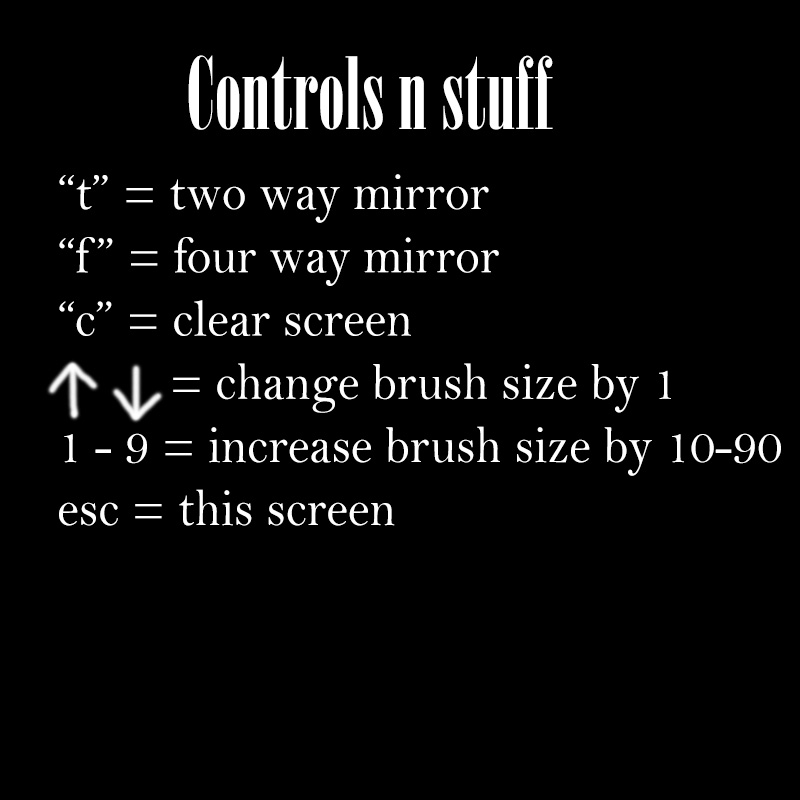 Controls n stuff
“t” = two way mirror
“f” = four way mirror
“c” = clear screen
↑ ↓ = change brush size by 1
1 - 9 = increase brush size by 10-90
esc = this screen